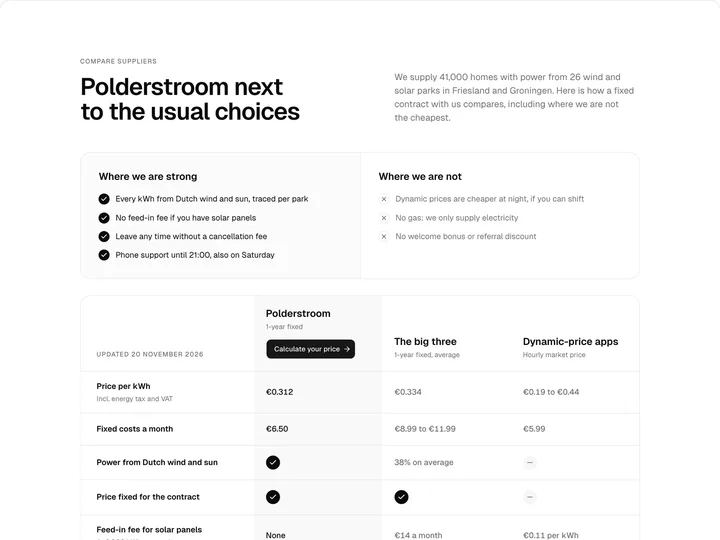 COMPARE SUPPLIERS
Polderstroom next
to the usual choices
We supply 41,000 homes with power from 26 wind and
solar parks in Friesland and Groningen. Here is how a fixed
contract with us compares, including where we are not
the cheapest.
Where we are strong
Every kWh from Dutch wind and sun, traced per park
No feed-in fee if you have solar panels
Leave any time without a cancellation fee
Phone support until 21:00, also on Saturday
Where we are not
Dynamic prices are cheaper at night, if you can shift
No gas: we only supply electricity
No welcome bonus or referral discount
UPDATED 20 NOVEMBER 2026
Polderstroom
1-year fixed
Calculate your price →
The big three
1-year fixed, average
Dynamic-price apps
Hourly market price
Price per kWh
Incl. energy tax and VAT
€0.312
€0.334
€0.19 to €0.44
Fixed costs a month
€6.50
€8.99 to €11.99
€5.99
Power from Dutch wind and sun
38% on average
Price fixed for the contract
Feed-in fee for solar panels
None
€14 a month
€0.11 per kWh